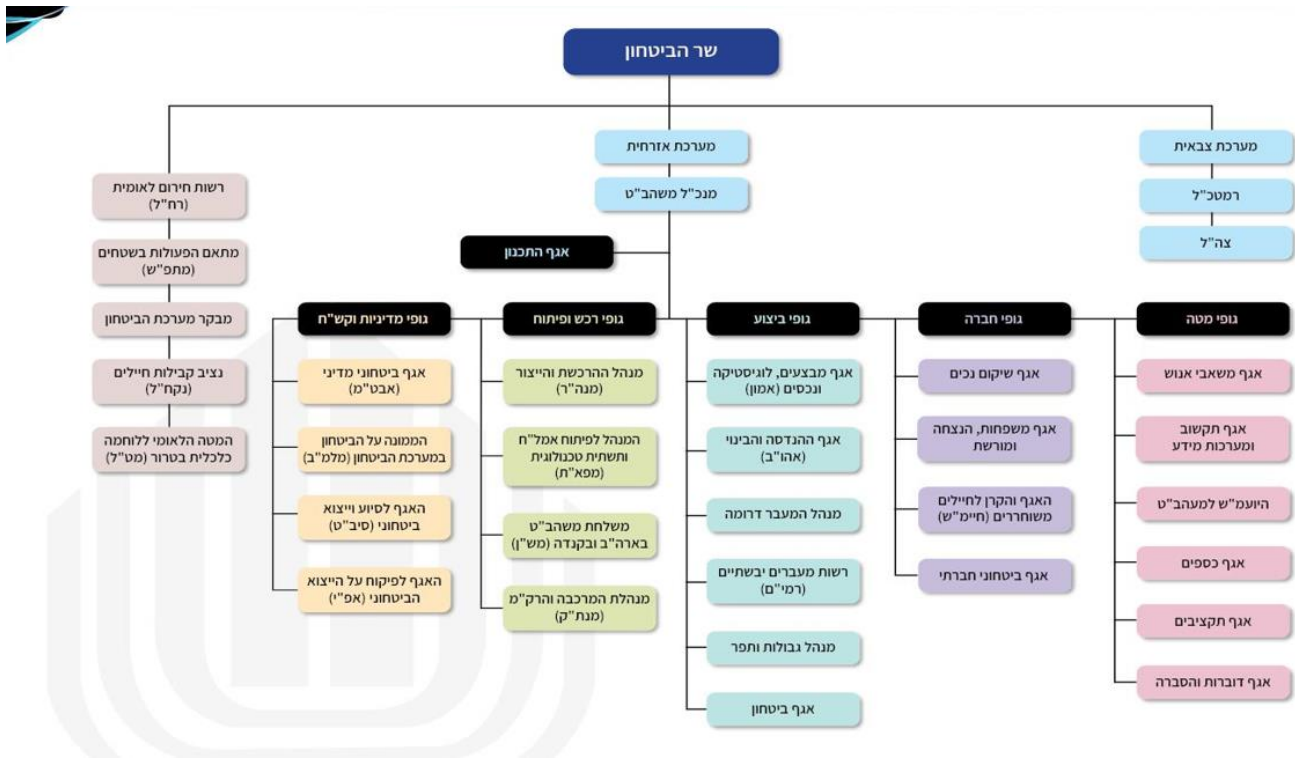 שר הביטחון
מערכת צבאית
רמטכ"ל
צה"ל
מערכת אזרחית
מנכ"ל משהב"ט
אגף התכנון
רשות חירום לאומית
(רח"ל)
מתאם הפעולות בשטחים
(מתפ"ש)
מבקר מערכת הביטחון
נציב קבילות חיילים
(נקח"ל)
המטה הלאומי ללוחמה
כלכלית בטרור (מט"ל)
גופי מטה
אגף משאבי אנוש
אגף תקשוב
ומערכות מידע
היועמ"ש למעהב"ט
אגף כספים
אגף תקציבים
אגף דוברות והסברה
גופי חברה
אגף שיקום נכים
אגף משפחות, הנצחה
ומורשת
האגף והקרן לחיילים
משוחררים (חיימ"ש)
אגף ביטחוני חברתי
גופי ביצוע
אגף מבצעים, לוגיסטיקה
ונכסים (אמון)
אגף ההנדסה והבינוי
(אהו"ב)
מנהל המעבר דרומה
רשות מעברים יבשתיים
(רמי"ם)
מנהל גבולות ותפר
אגף ביטחון
גופי רכש ופיתוח
מנהל ההרכשת והייצור
(מנה"ר)
המנהל לפיתוח אמל"ח
ותשתית טכנולוגית
(מפא"ת)
משלחת משהב"ט
בארה"ב ובקנדה (מש"ן)
מנהלת המרכבה והרק"מ
(מנת"ק)
גופי מדיניות וקש"ח
אגף ביטחוני מדיני
(אבט"מ)
הממונה על הביטחון
במערכת הביטחון (מלמ"ב)
האגף לסיוע וייצוא
ביטחוני (סיב"ט)
האגף לפיקוח על הייצוא
הביטחוני (אפ"י)